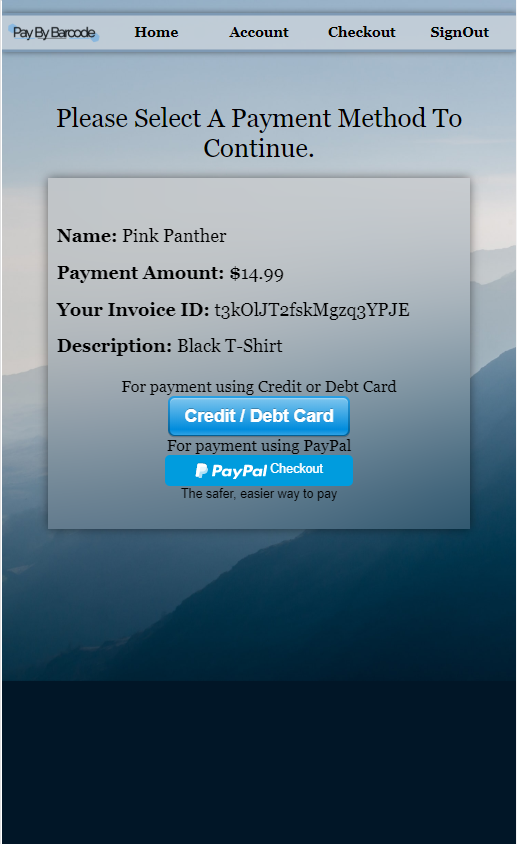 Pay By Barcode Home Account Checkout SignOut
Please Select A Payment Method To
Continue.
Name: Pink Panther
Payment Amount: $14.99
Your Invoice ID: t3kOlJT2fskMgzq3YPJE
Description: Black T-Shirt
For payment using Credit or Debt Card
Credit / Debt Card
For payment using PayPal
PayPal Checkout
The safer, easier way to pay